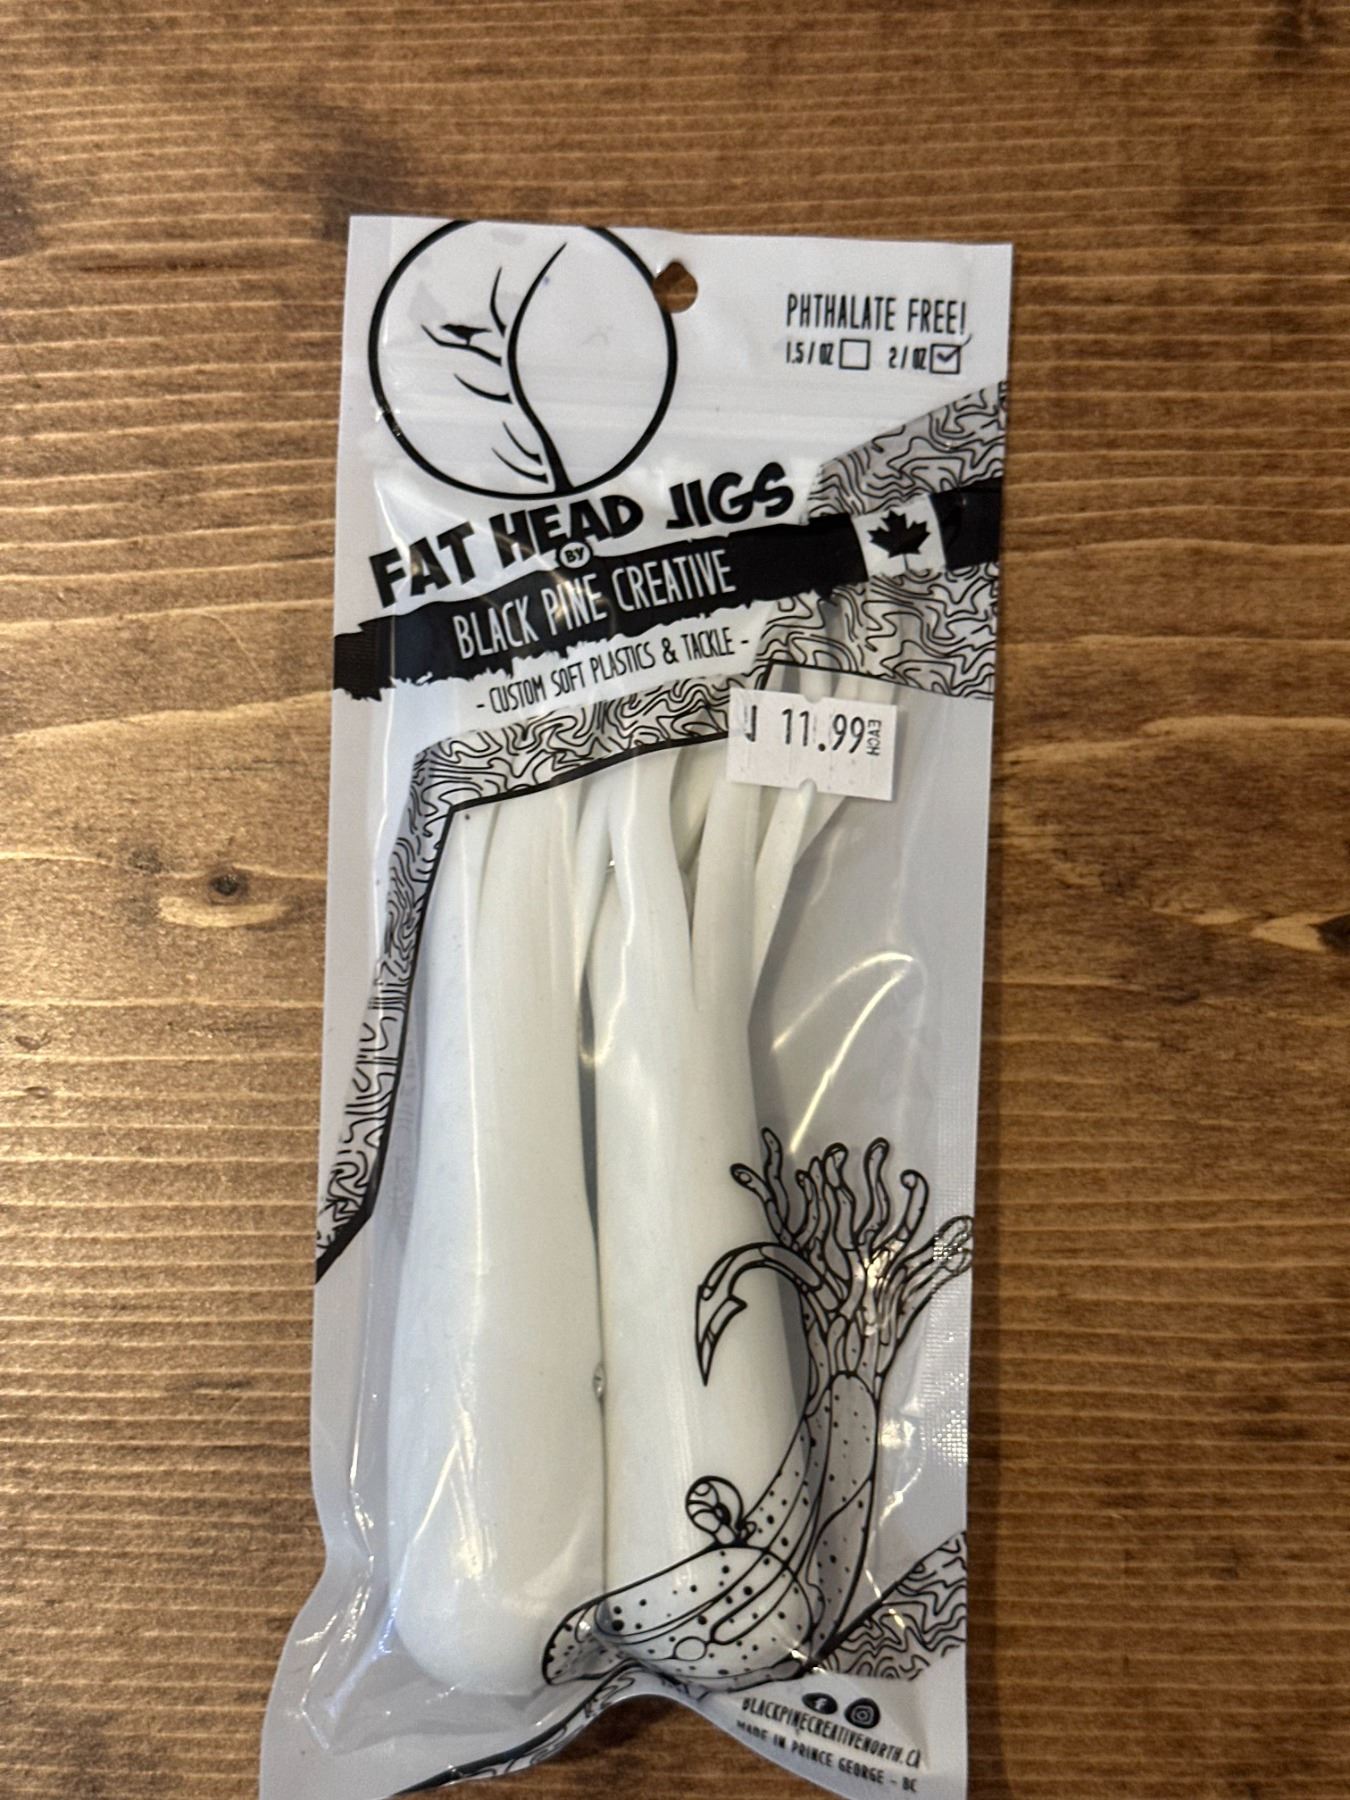 PHTHALATE FREE!
1.5/OZ 2/OZ
FAT HEAD JIGS
BY
BLACK PINE CREATIVE
- CUSTOM SOFT PLASTICS & TACKLE -
11.99 EACH
BLACKPINECREATIVENORTH.CA
MADE IN PRINCE GEORGE - BC